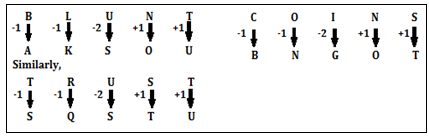 B L U N T C O I N S
-1 -1 -2 +1 +1 -1 -1 -2 +1 +1
A K S O U B N G O T
Similarly,
T R U S T
-1 -1 -2 +1 +1
S Q S T U